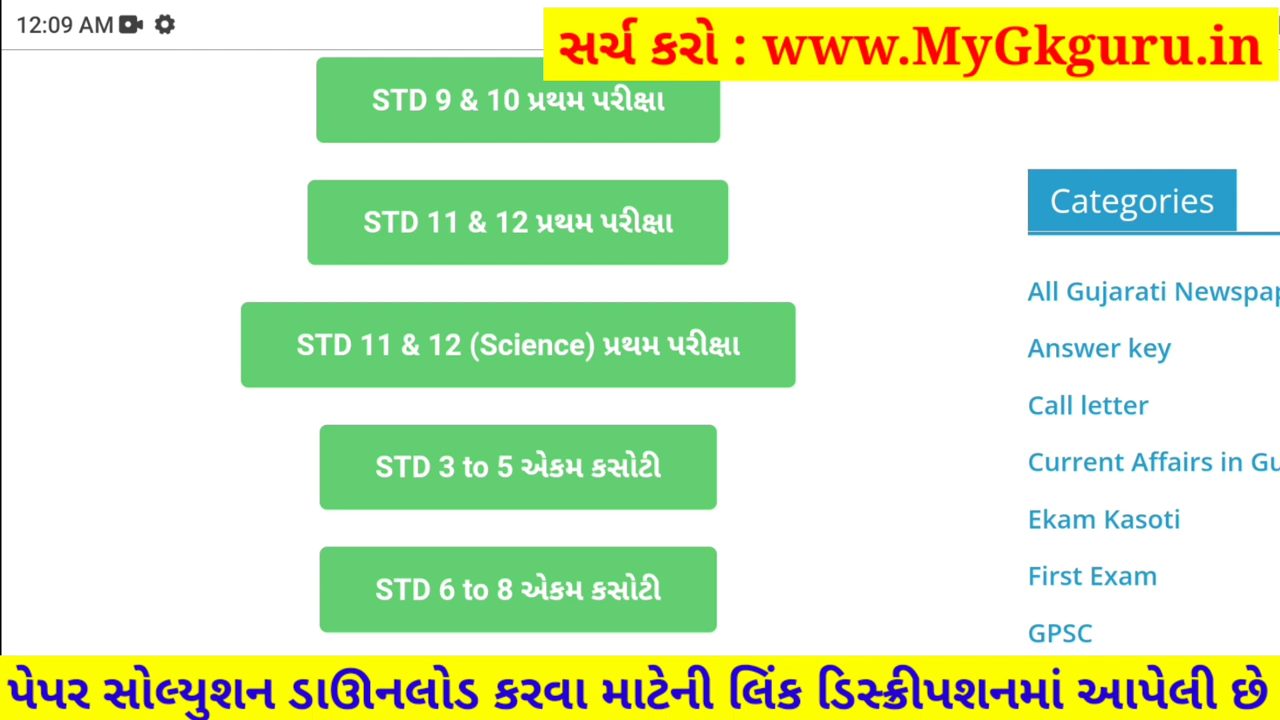 12:09 AM
સર્ચ કરો : www.MyGkguru.in
STD 9 & 10 પ્રથમ પરીક્ષા
STD 11 & 12 પ્રથમ પરીક્ષા
STD 11 & 12 (Science) પ્રથમ પરીક્ષા
STD 3 to 5 એકમ કસોટી
STD 6 to 8 એકમ કસોટી
Categories
All Gujarati Newspap
Answer key
Call letter
Current Affairs in Gu
Ekam Kasoti
First Exam
GPSC
પેપર સોલ્યુશન ડાઊનલોડ કરવા માટેની લિંક ડિસ્ક્રીપશનમાં આપેલી છે